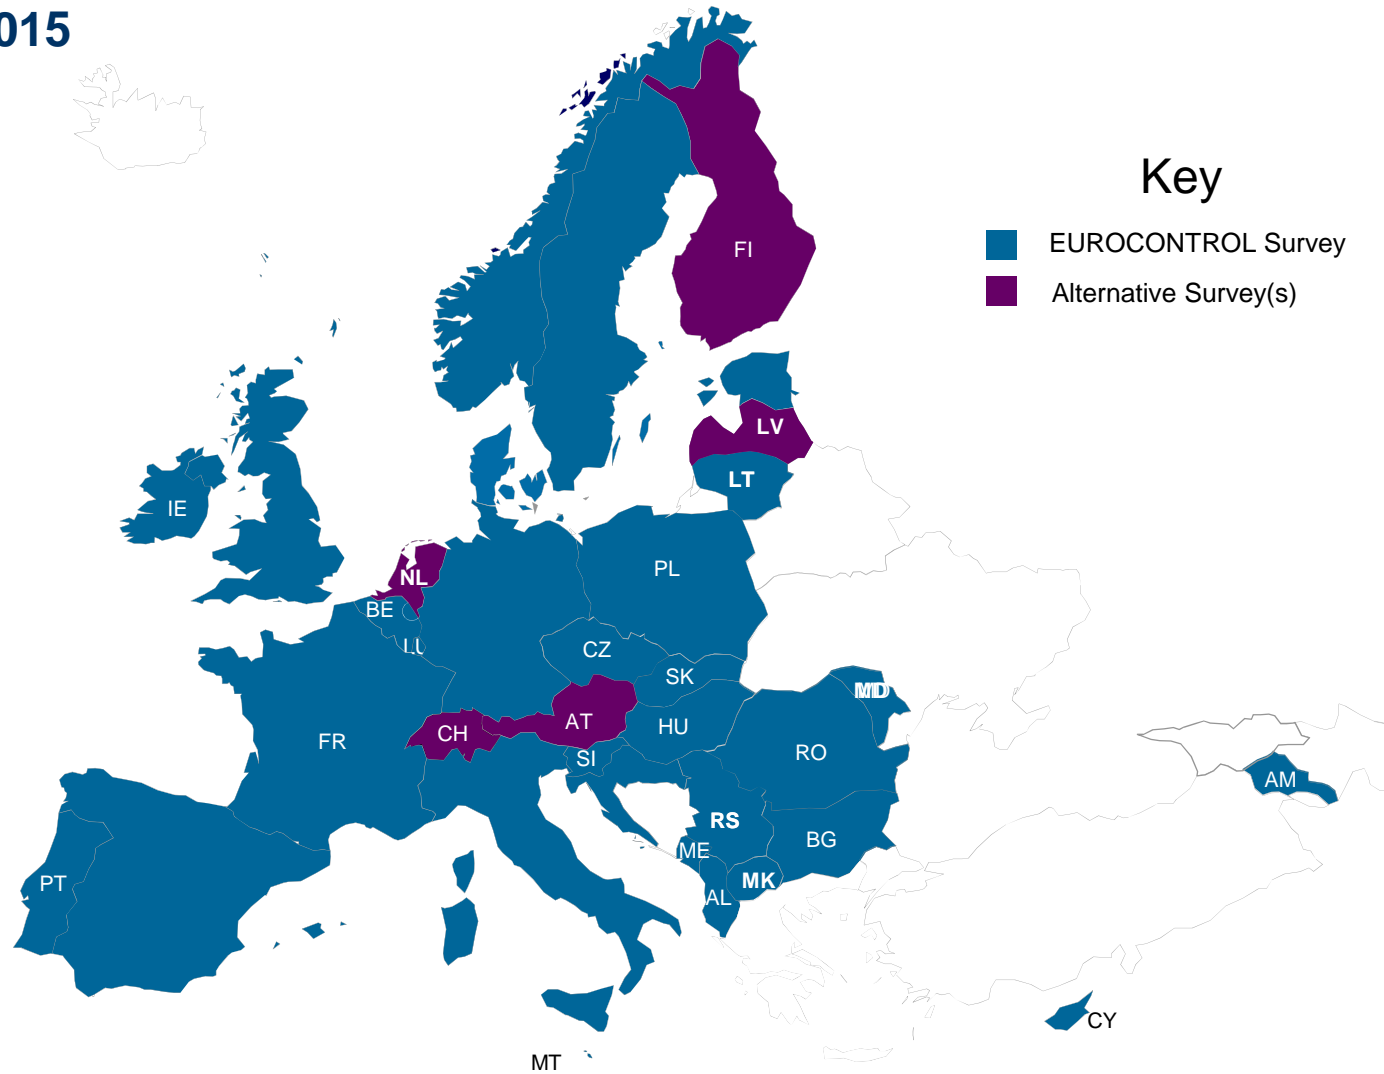 015
Key
EUROCONTROL Survey
Alternative Survey(s)
FI
LV
LT
IE
NL
BE
LU
PL
CZ
SK
MD
AT
CH
HU
FR
SI
RO
AM
RS
BG
ME
MK
PT
AL
CY
MT